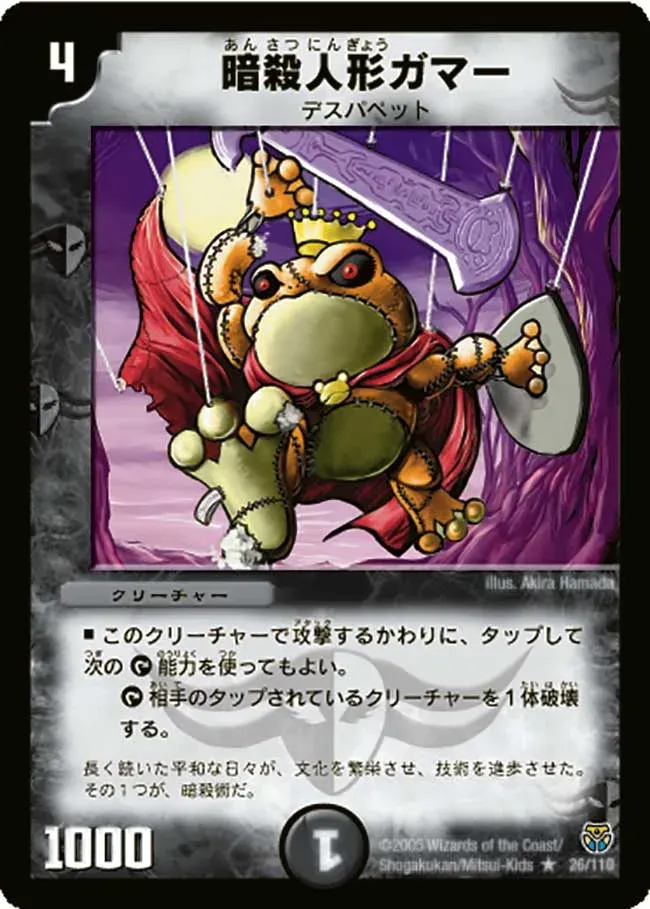 4
あんさつにんぎょう
暗殺人形ガマー
デスパペット
illus. Akira Hamada
クリーチャー
■ このクリーチャーで攻撃するかわりに、タップして
次の 能力を使ってもよい。
相手のタップされているクリーチャーを1体破壊
する。
長く続いた平和な日々が、文化を繁栄させ、技術を進歩させた。
その1つが、暗殺術だ。
1000
1
©2005 Wizards of the Coast/
Shogakukan/Mitsui-Kids ★ 26/110